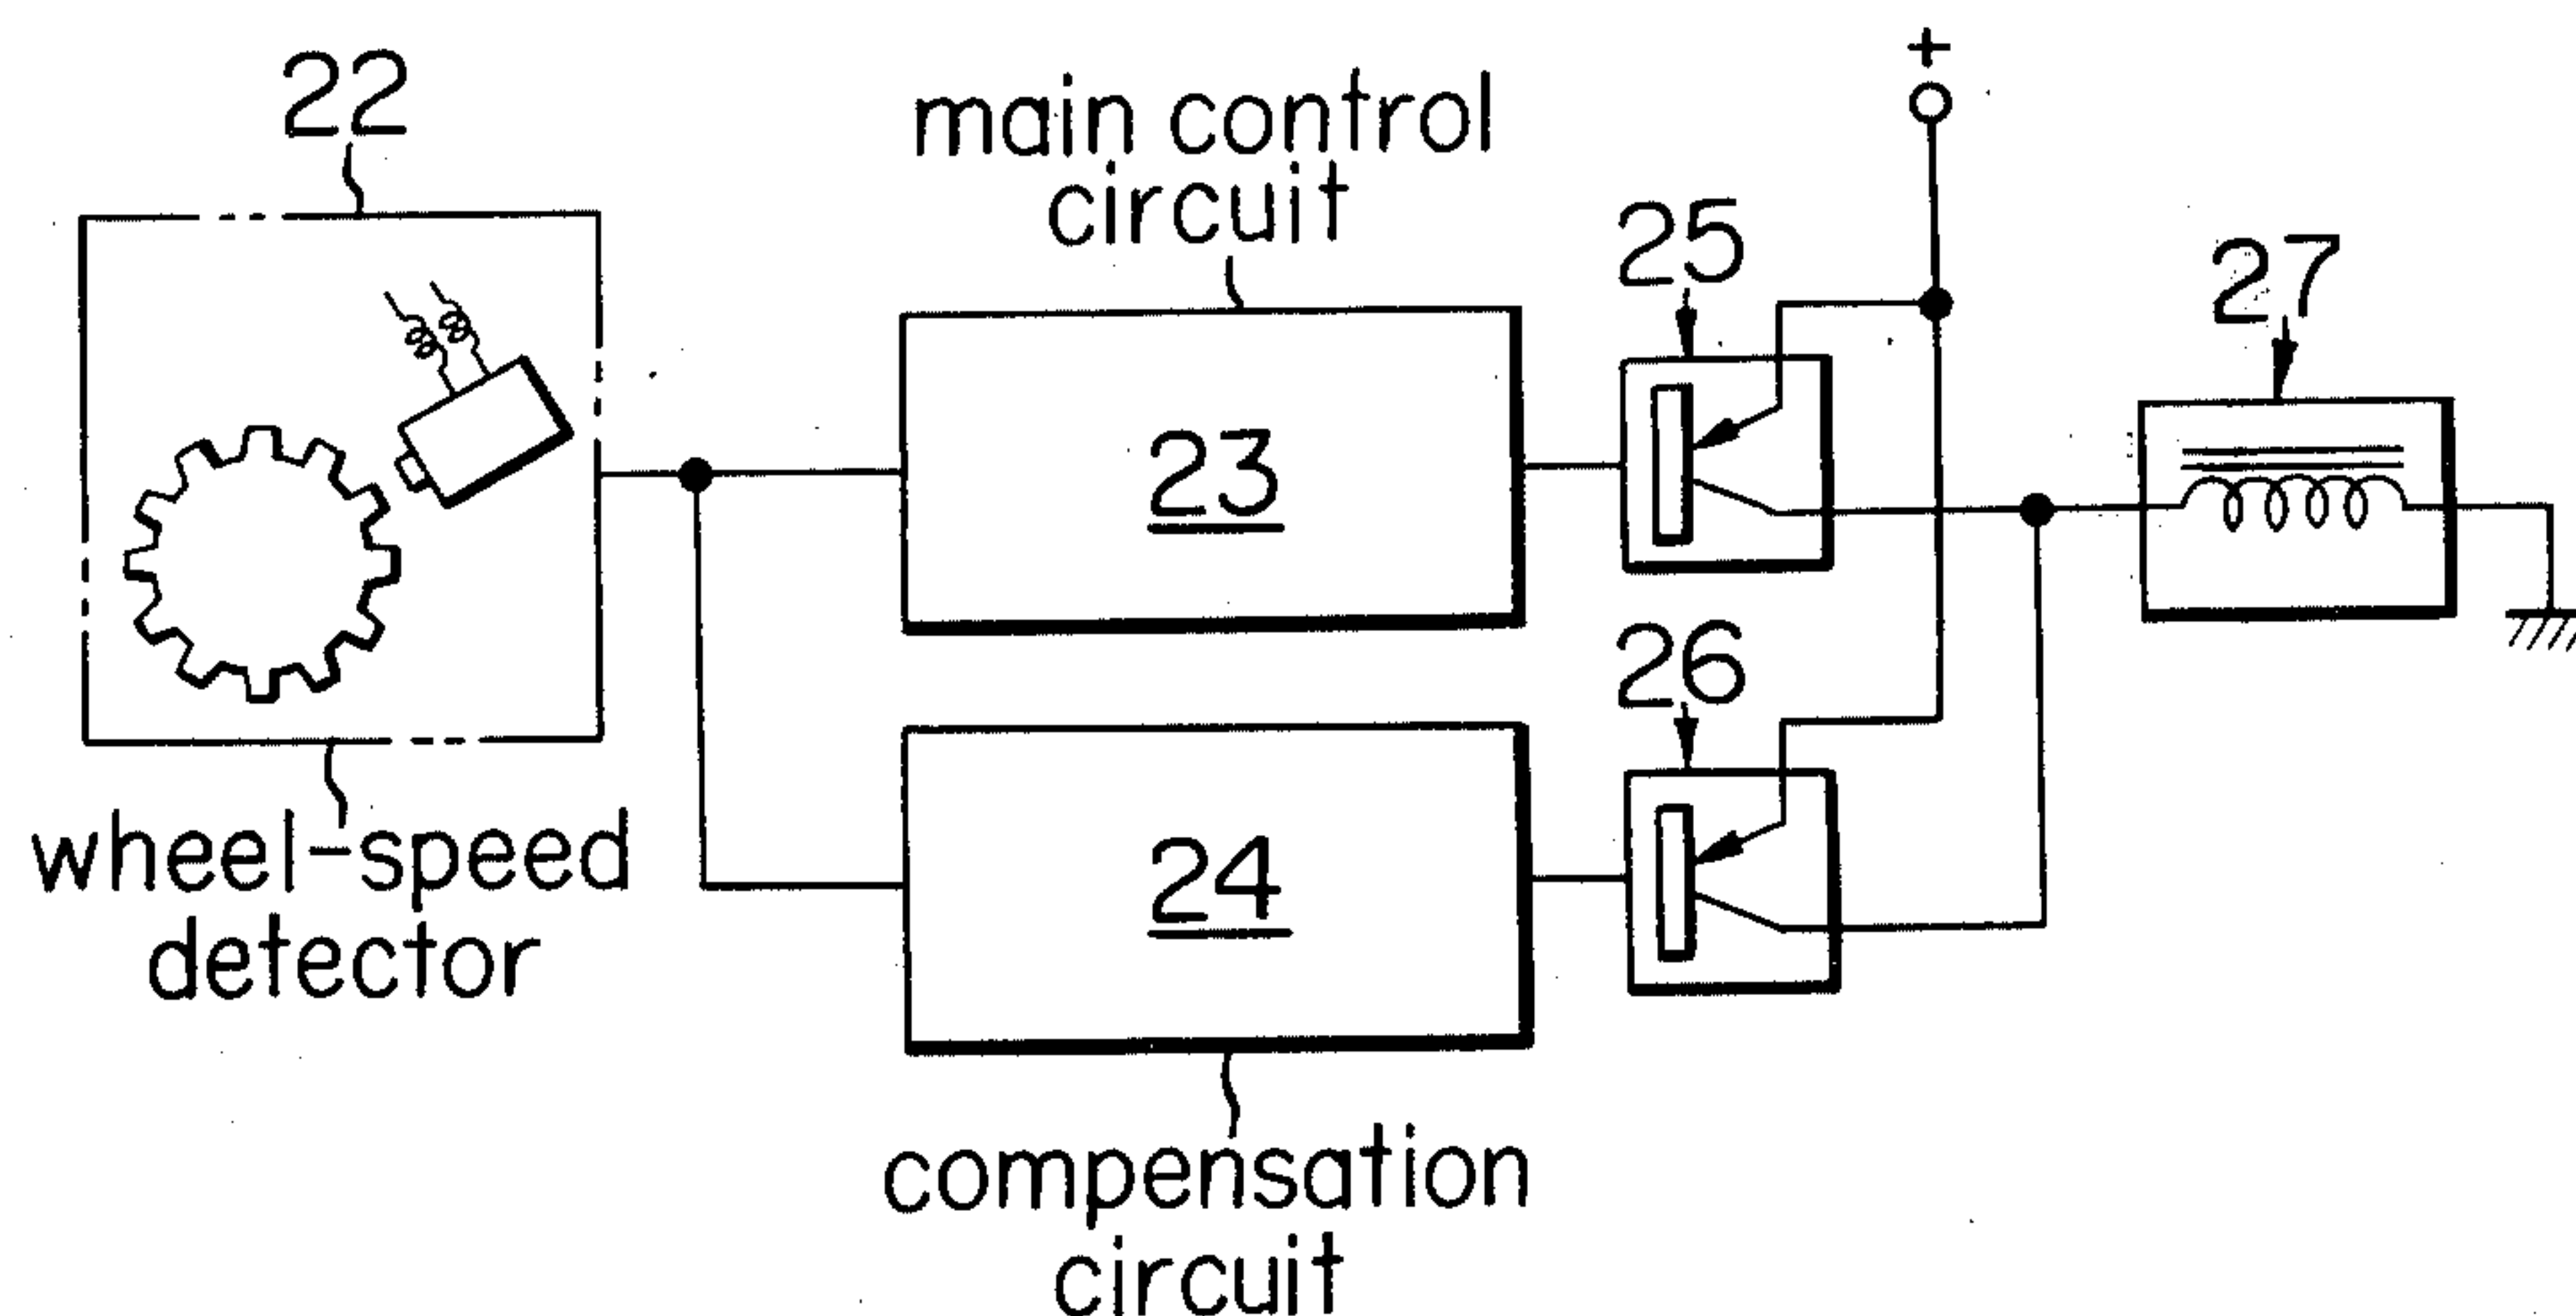 22
main control
circuit
+
25
27
23
26
wheel-speed
detector
24
compensation
circuit